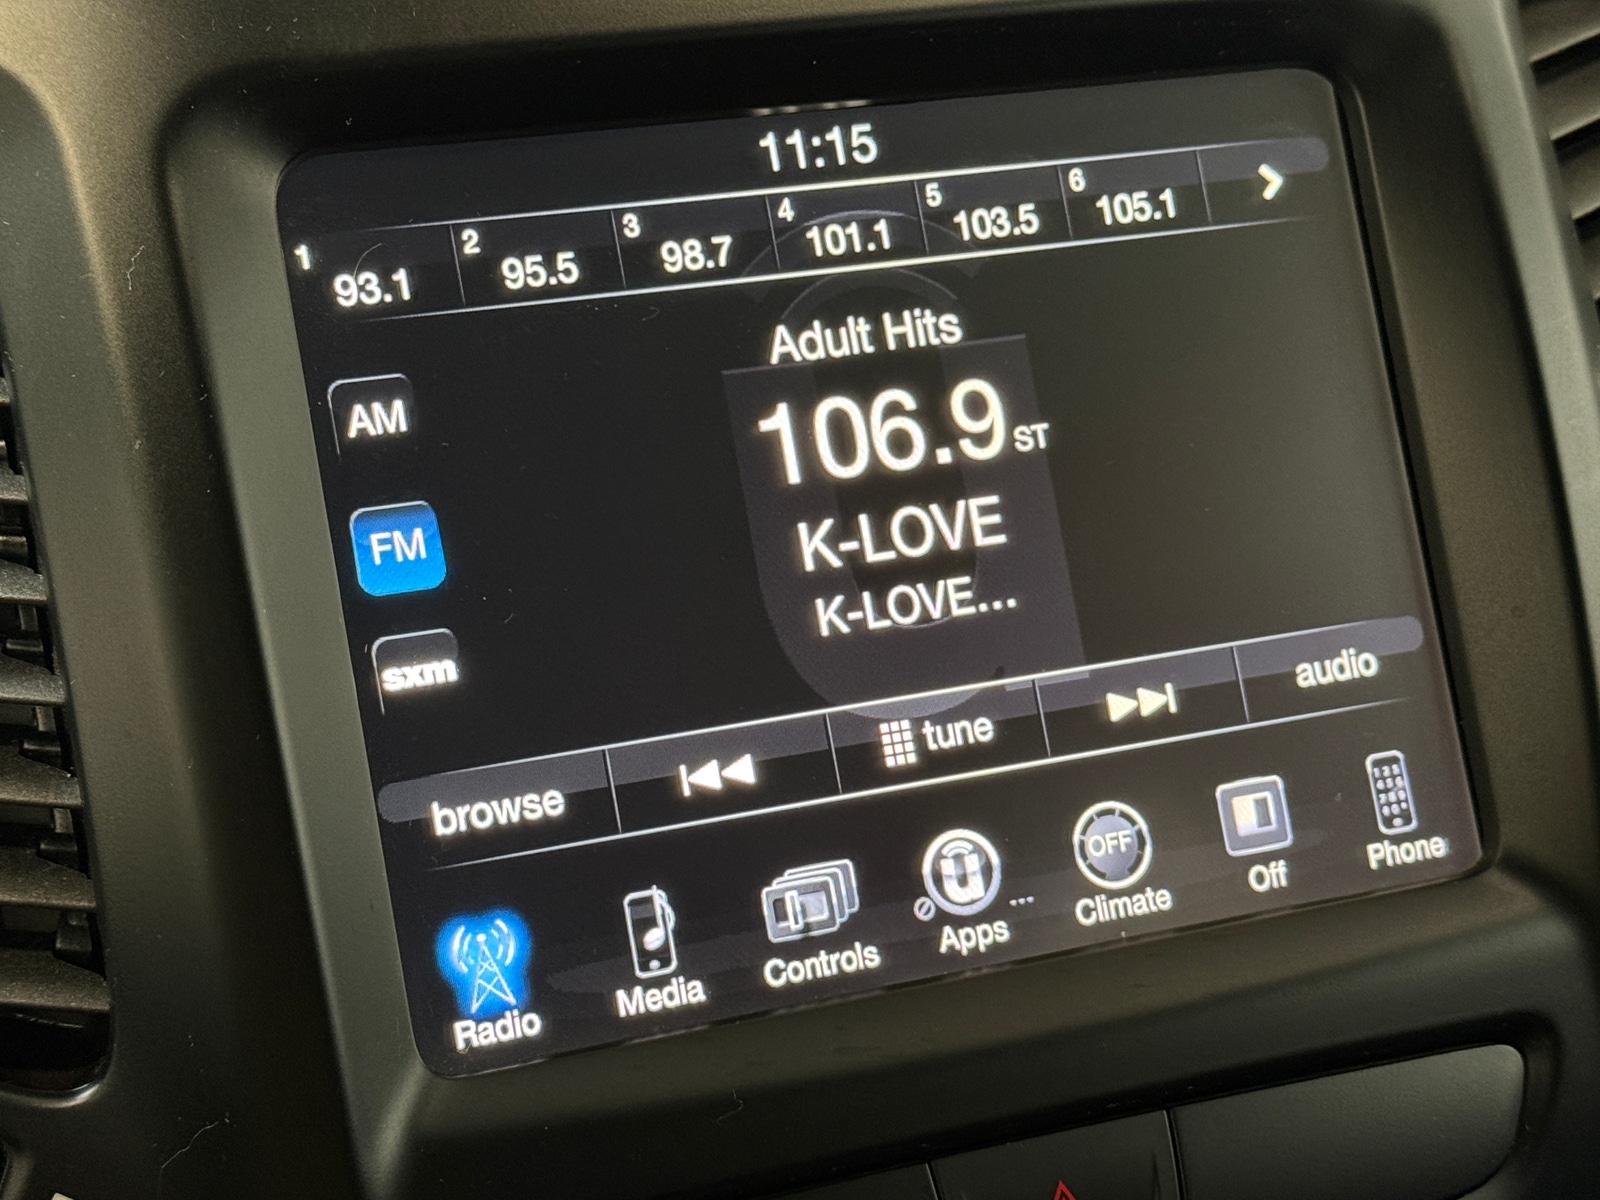 11:15
1 93.1 2 95.5 3 98.7 4 101.1 5 103.5 6 105.1
Adult Hits
AM
106.9 ST
FM
K-LOVE
K-LOVE...
sxm
browse tune audio
Radio Media Controls Apps ... OFF Climate Off Phone